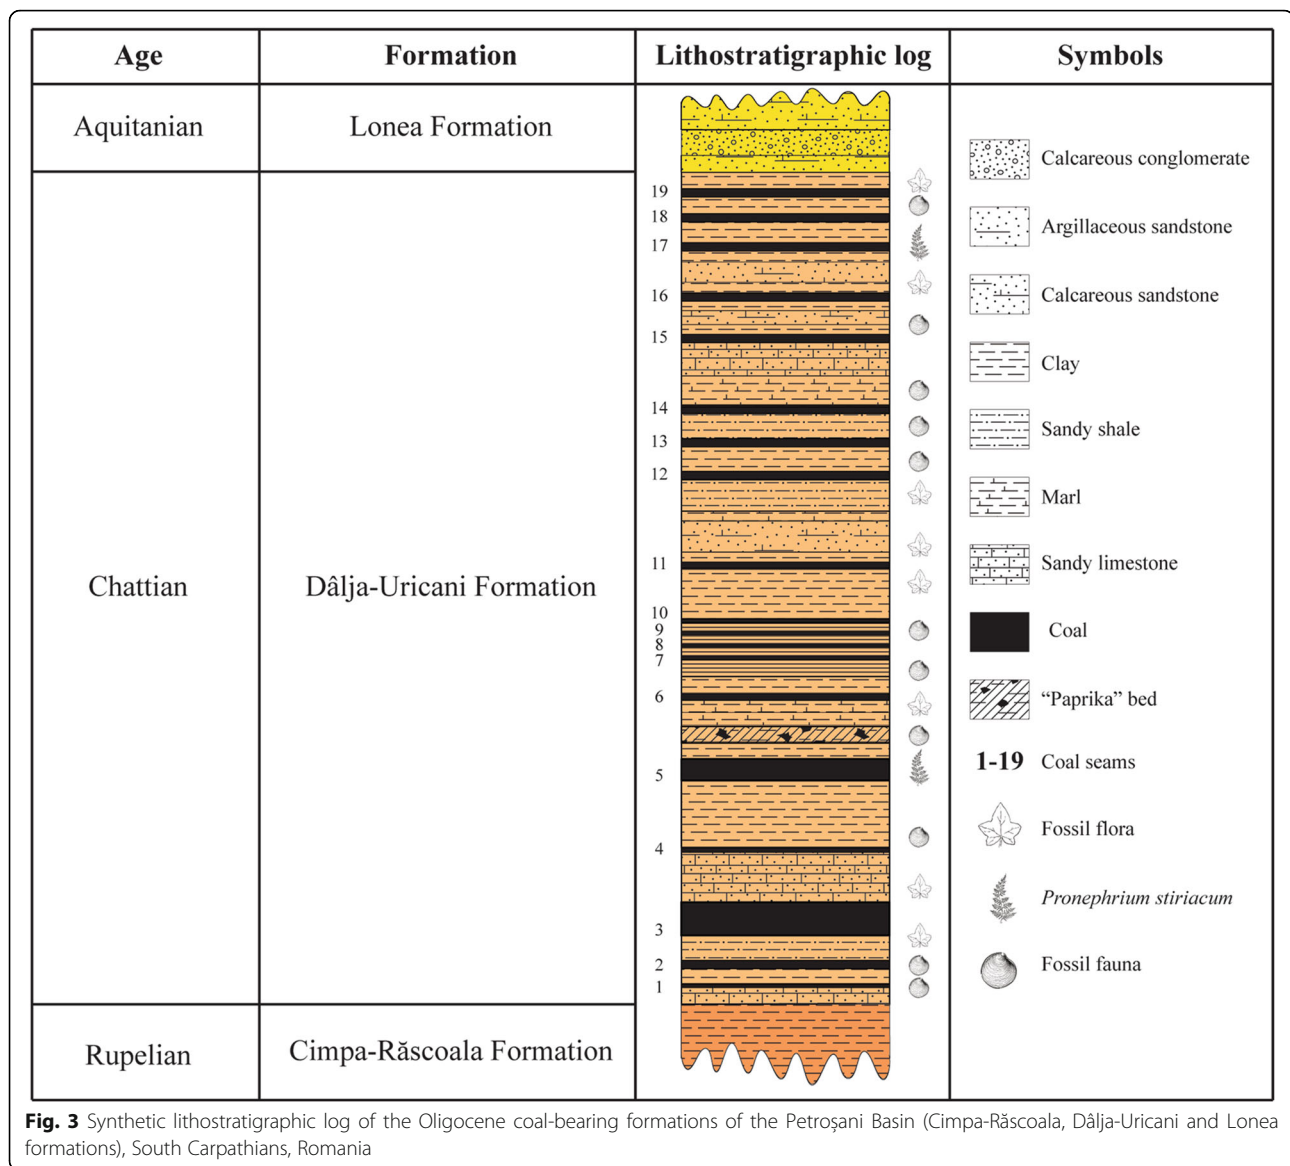 Age
Formation
Lithostratigraphic log
Symbols
Aquitanian
Lonea Formation
Chattian
Dâlja-Uricani Formation
Rupelian
Cimpa-Răscoala Formation
19
18
17
16
15
14
13
12
11
10
9
8
7
6
5
4
3
2
1
Calcareous conglomerate
Argillaceous sandstone
Calcareous sandstone
Clay
Sandy shale
Marl
Sandy limestone
Coal
“Paprika” bed
1-19 Coal seams
Fossil flora
Pronephrium stiriacum
Fossil fauna
Fig. 3 Synthetic lithostratigraphic log of the Oligocene coal-bearing formations of the Petroșani Basin (Cimpa-Răscoala, Dâlja-Uricani and Lonea
formations), South Carpathians, Romania